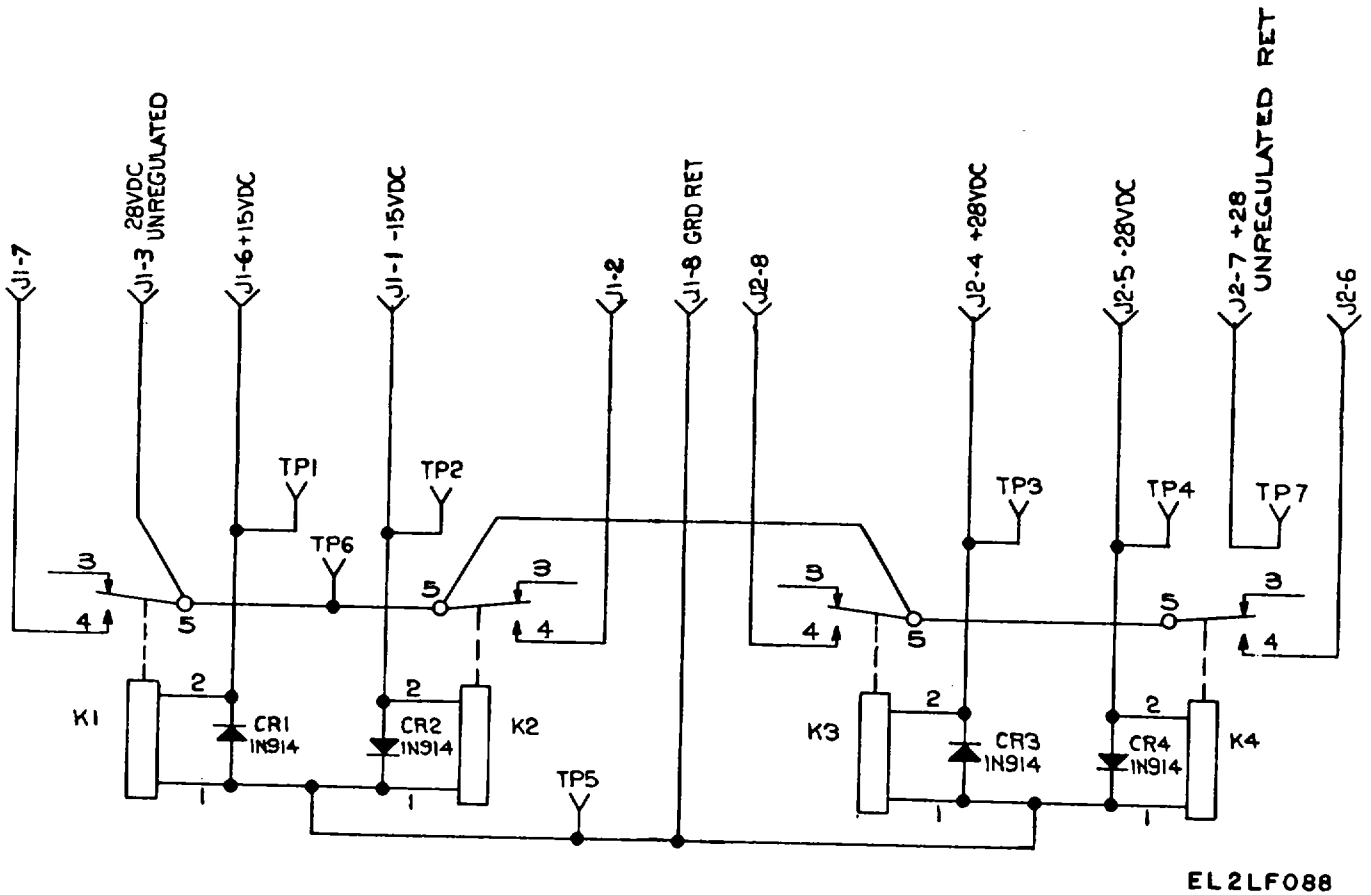 J1-7
J1-3 28VDC
UNREGULATED
J1-6+15VDC
J1-1 -15VDC
J1-2
J1-8 GRD RET
J2-8
J2-4 +28VDC
J2-5 -28VDC
J2-7 +28
UNREGULATED RET
J2-6
TP1
TP2
TP3
TP4
TP7
TP6
3
4
5
5
3
4
3
4
5
5
3
4
2
2
2
2
K1
CR1
1N914
CR2
1N914
K2
K3
CR3
1N914
CR4
1N914
K4
1
1
TP5
1
1
EL2LF088